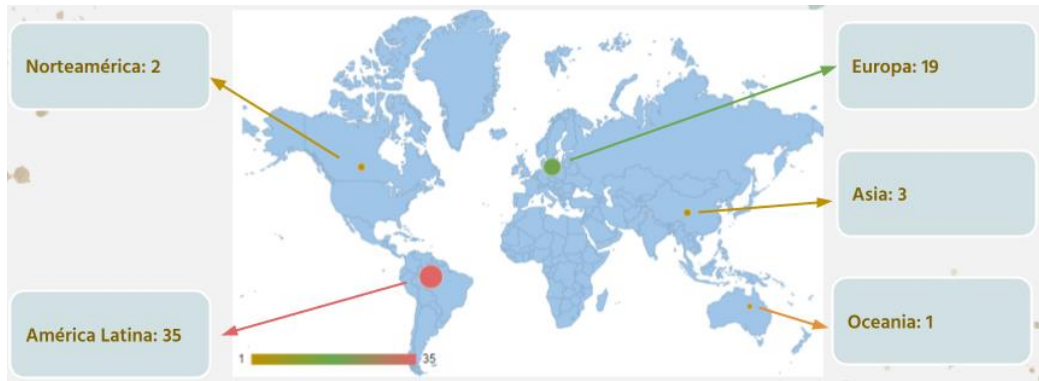 Norteamérica: 2
Europa: 19
Asia: 3
América Latina: 35
Oceania: 1
1
35